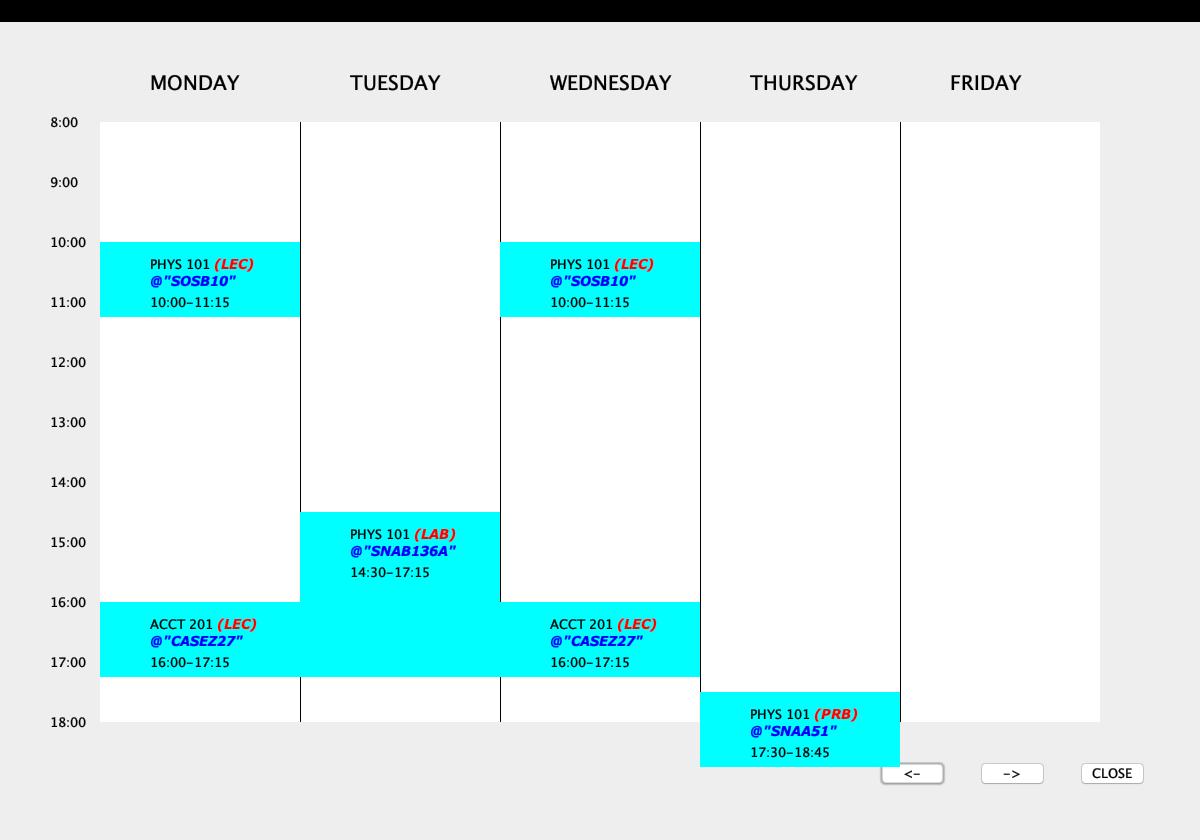 MONDAY TUESDAY WEDNESDAY THURSDAY FRIDAY
8:00
9:00
10:00
PHYS 101 (LEC) PHYS 101 (LEC)
@"SOSB10" @"SOSB10"
11:00 10:00-11:15 10:00-11:15
12:00
13:00
14:00
PHYS 101 (LAB)
15:00
@"SNAB136A"
14:30-17:15
16:00
ACCT 201 (LEC) ACCT 201 (LEC)
@"CASEZ27" @"CASEZ27"
17:00 16:00-17:15 16:00-17:15
PHYS 101 (PRB)
18:00
@"SNAA51"
17:30-18:45
<- -> CLOSE